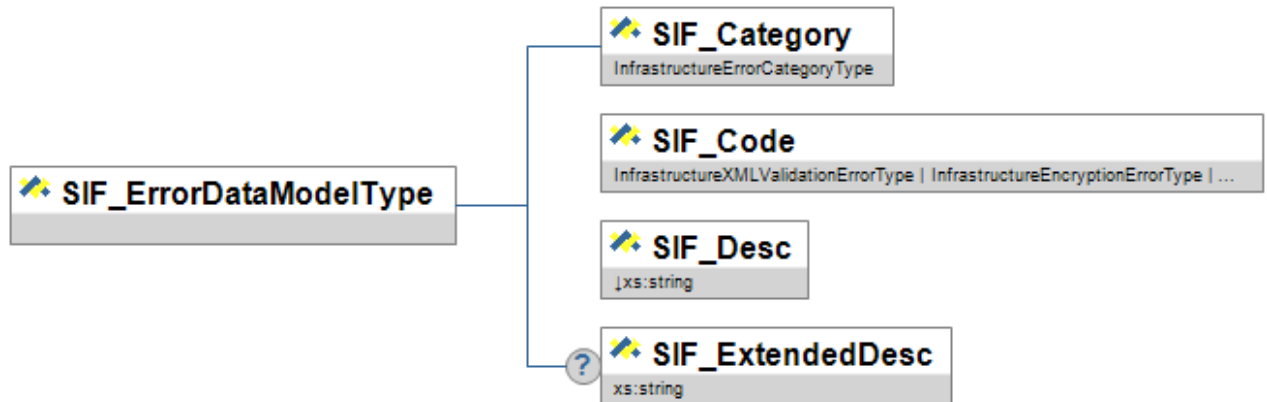 SIF_Category
InfrastructureErrorCategoryType
SIF_Code
InfrastructureXMLValidationErrorType | InfrastructureEncryptionErrorType | ...
SIF_ErrorDataModelType
SIF_Desc
↓xs:string
?
SIF_ExtendedDesc
xs:string